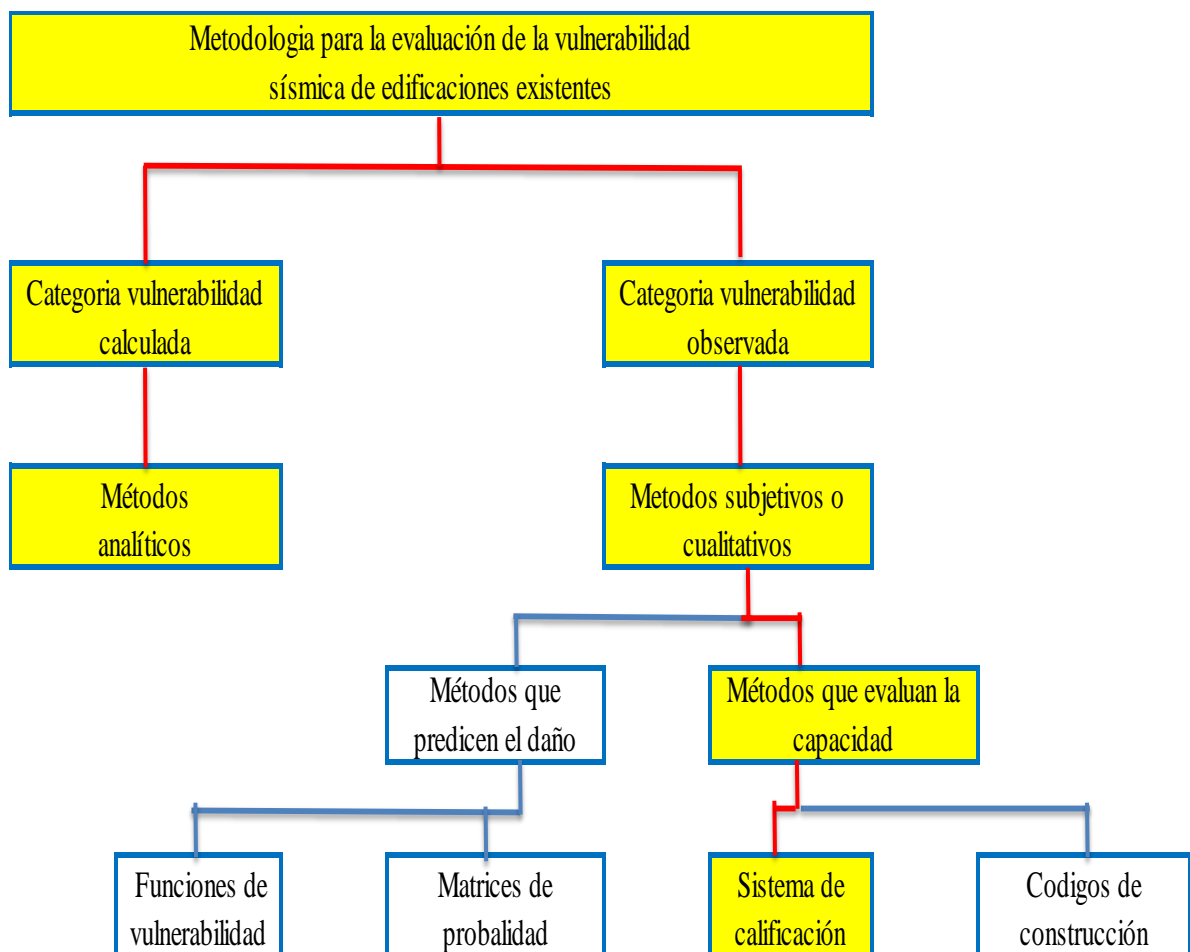 Metodologia para la evaluación de la vulnerabilidad
sísmica de edificaciones existentes
Categoria vulnerabilidad
calculada
Categoria vulnerabilidad
observada
Métodos
analíticos
Metodos subjetivos o
cualitativos
Métodos que
predicen el daño
Métodos que evaluan la
capacidad
Funciones de
vulnerabilidad
Matrices de
probalidad
Sistema de
calificación
Codigos de
construcción